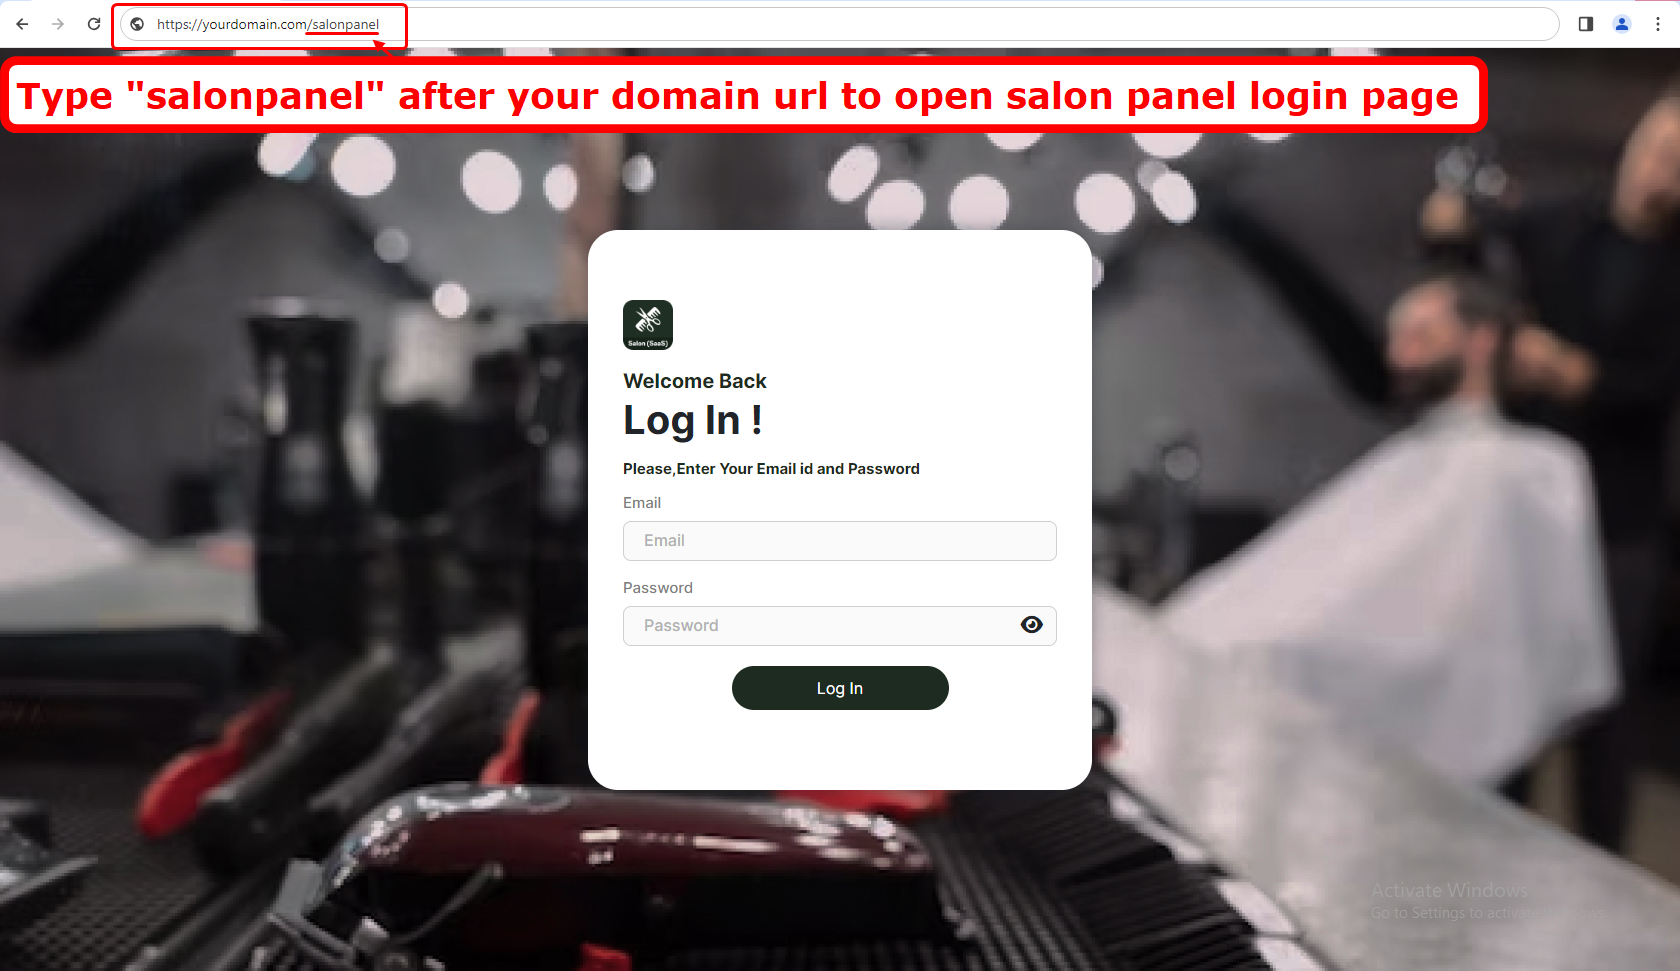 https://yourdomain.com/salonpanel
Type "salonpanel" after your domain url to open salon panel login page
Salon (SaaS)
Welcome Back
Log In !
Please,Enter Your Email id and Password
Email
Email
Password
Password
Log In
Activate Windows
Go to Settings to activate